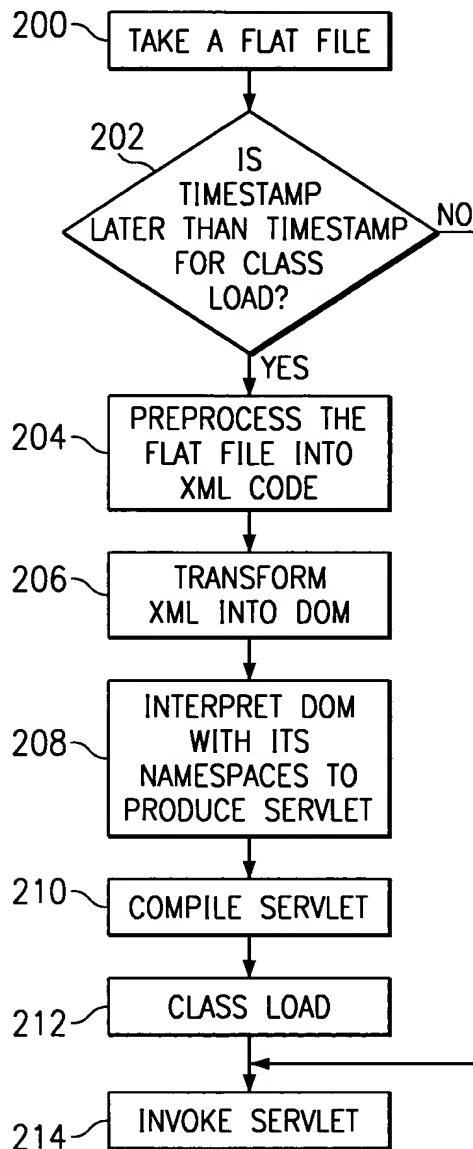 200
TAKE A FLAT FILE
202
IS
TIMESTAMP
LATER THAN TIMESTAMP
FOR CLASS
LOAD?
NO
YES
204
PREPROCESS THE
FLAT FILE INTO
XML CODE
206
TRANSFORM
XML INTO DOM
208
INTERPRET DOM
WITH ITS
NAMESPACES TO
PRODUCE SERVLET
210
COMPILE SERVLET
212
CLASS LOAD
214
INVOKE SERVLET